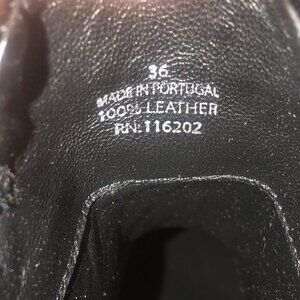 36
MADE IN PORTUGAL
100% LEATHER
RN: 116202